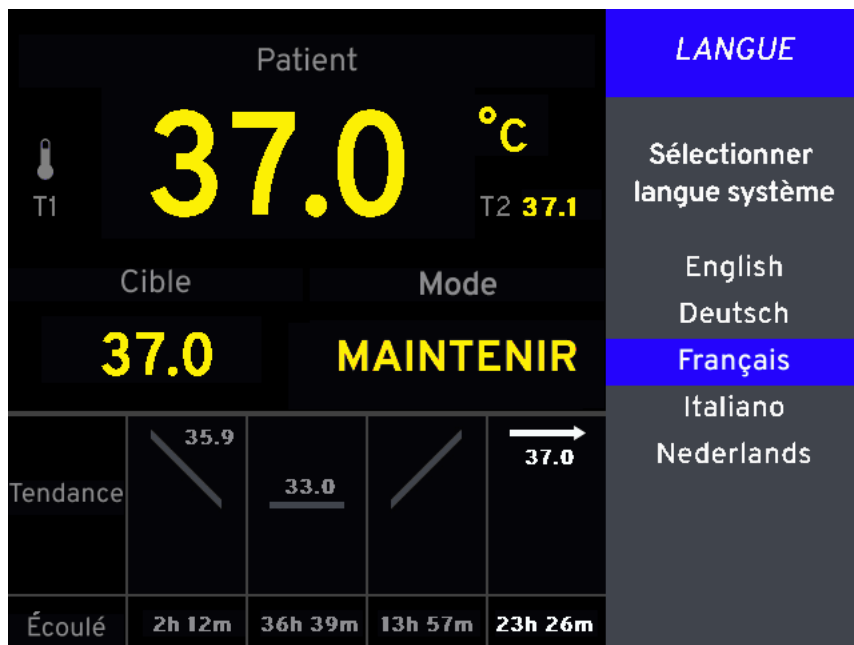 Patient
LANGUE
37.0 °C
T1
T2 37.1
Sélectionner
langue système
Cible
Mode
37.0
MAINTENIR
English
Deutsch
Français
Italiano
Nederlands
Tendance
35.9
33.0
37.0
Écoulé
2h 12m
36h 39m
13h 57m
23h 26m